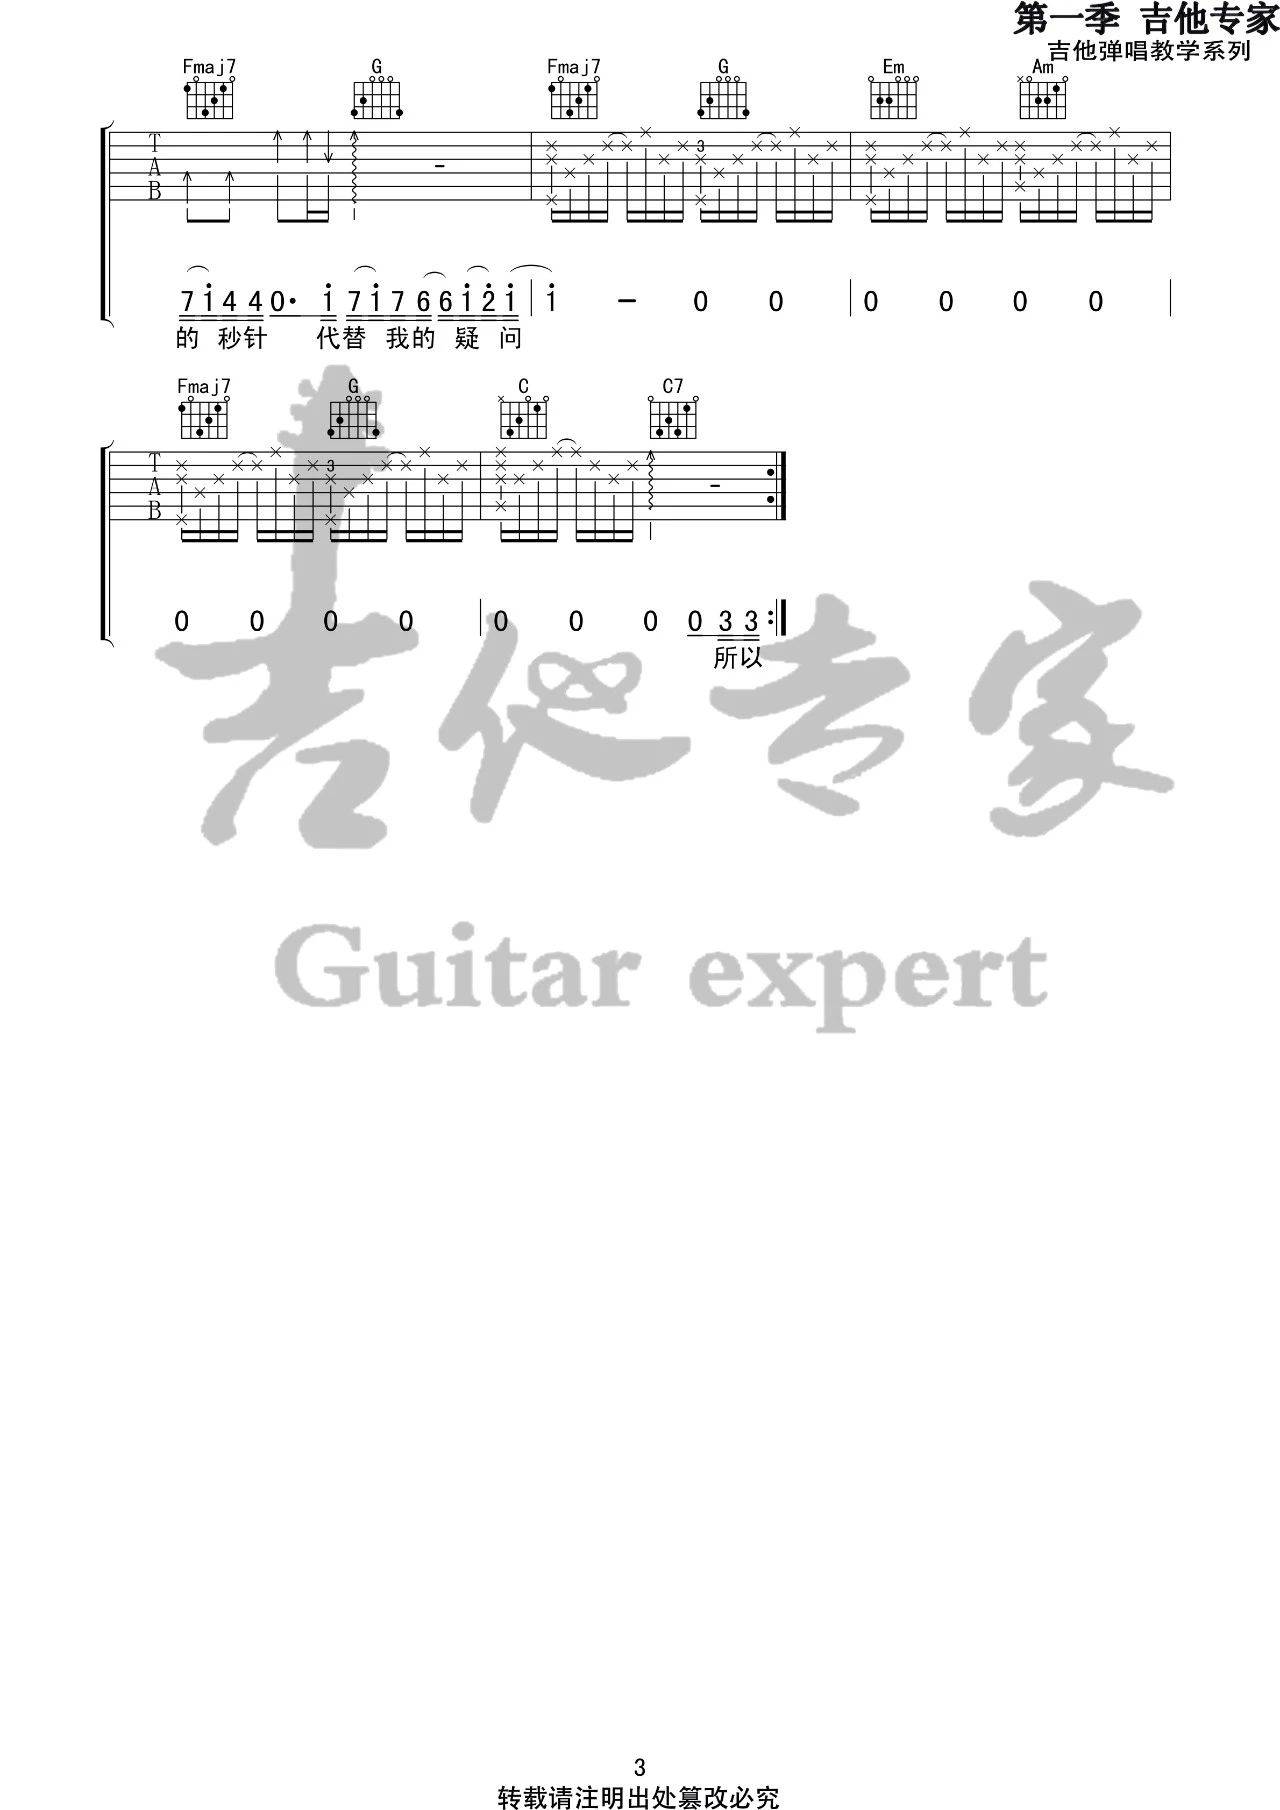 第一季 吉他专家
吉他弹唱教学系列
Fmaj7 G Fmaj7 G Em Am
T
A
B
3
7 i 4 4 0· i 7 i 7 6 6 i 2 i i － 0 0 0 0 0 0
的 秒针 代替 我的 疑 问
Fmaj7 G C C7
T
A
B
3
0 0 0 0 0 0 0 0 3 3
所以
吉他专家
Guitar expert
3
转载请注明出处篡改必究